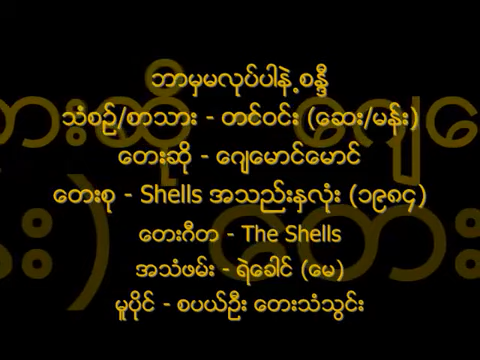 ဘာမှမလုပ်ပါနဲ့ စန္ဒီ
သံစဉ်/စာသား - တင်ဝင်း (ဆေး/မန်း)
တေးဆို - ဂျေမောင်မောင်
တေးစု - Shells အသည်းနှလုံး (၁၉၈၄)
တေးဂီတ - The Shells
အသံဖမ်း - ရဲခေါင် (မေ)
မူပိုင် - စပယ်ဦး တေးသံသွင်း